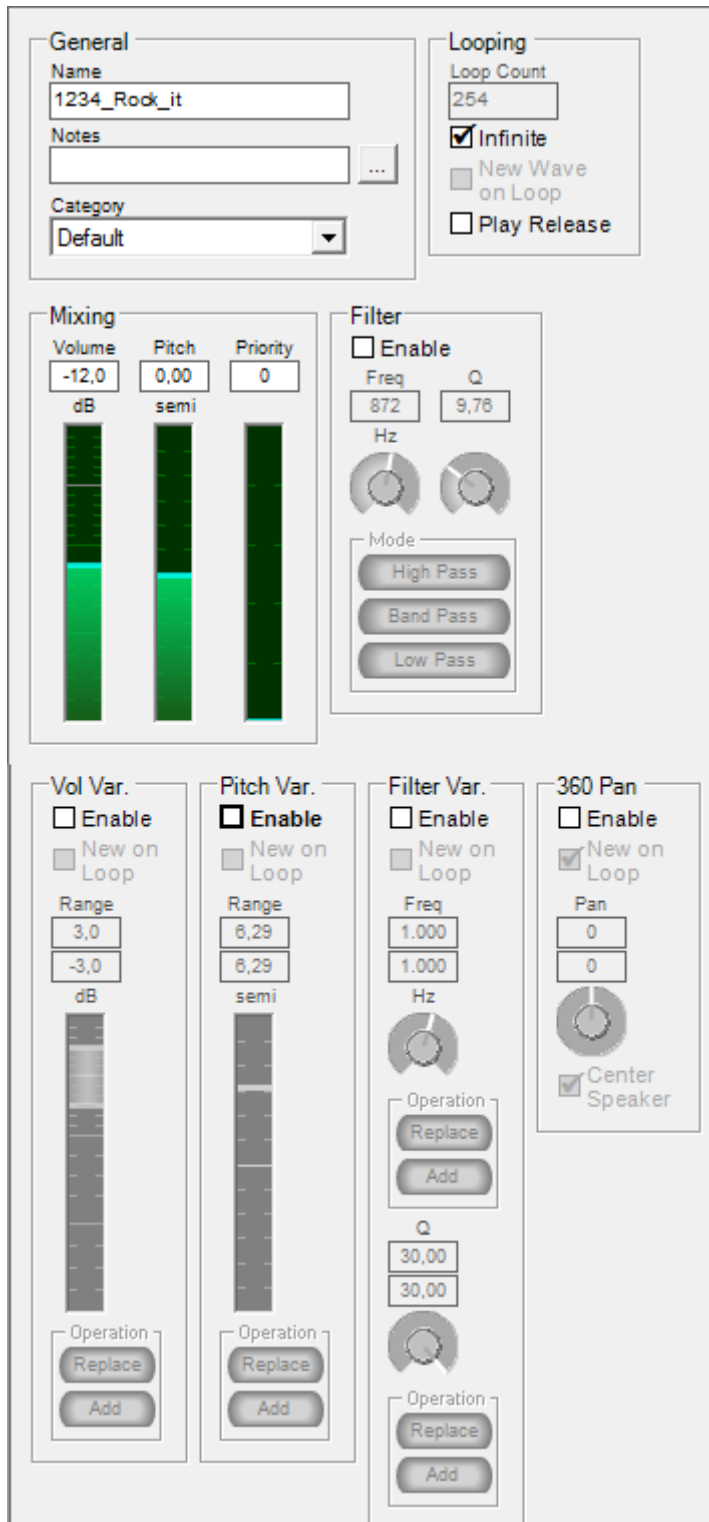 General
Name
1234_Rock_it
Notes
...
Category
Default
Looping
Loop Count
254
Infinite
New Wave
on Loop
Play Release
Mixing
Volume Pitch Priority
-12,0 0,00 0
dB semi
Filter
Enable
Freq Q
872 9,76
Hz
Mode
High Pass
Band Pass
Low Pass
Vol Var.
Enable
New on
Loop
Range
3,0
-3,0
dB
Operation
Replace
Add
Pitch Var.
Enable
New on
Loop
Range
6,29
6,29
semi
Operation
Replace
Add
Filter Var.
Enable
New on
Loop
Freq
1.000
1.000
Hz
Operation
Replace
Add
Q
30,00
30,00
Operation
Replace
Add
360 Pan
Enable
New on
Loop
Pan
0
0
Center
Speaker